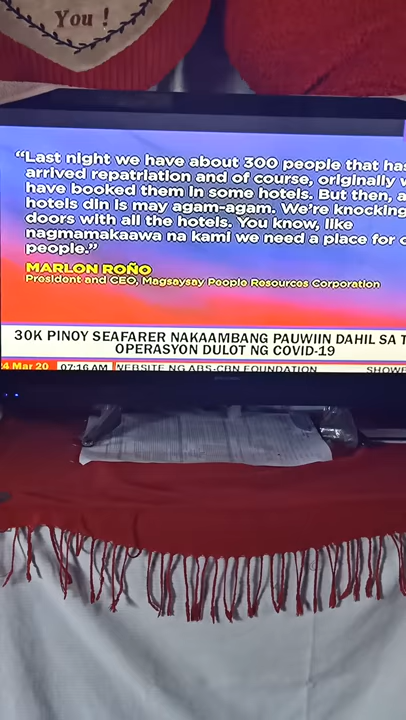 You !
“Last night we have about 300 people that has
arrived repatriation and of course, originally
have booked them in some hotels. But then,
hotels din is may agam-agam. We're knocking
doors with all the hotels. You know, like
nagmamakaawa na kami we need a place for
people.”
MARLON ROÑO
President and CEO, Magsaysay People Resources Corporation
30K PINOY SEAFARER NAKAAMBANG PAUWIIN DAHIL SA
OPERASYON DULOT NG COVID-19
4 Mar 20 07:16 AM WEBSITE NG ABS-CBN FOUNDATION